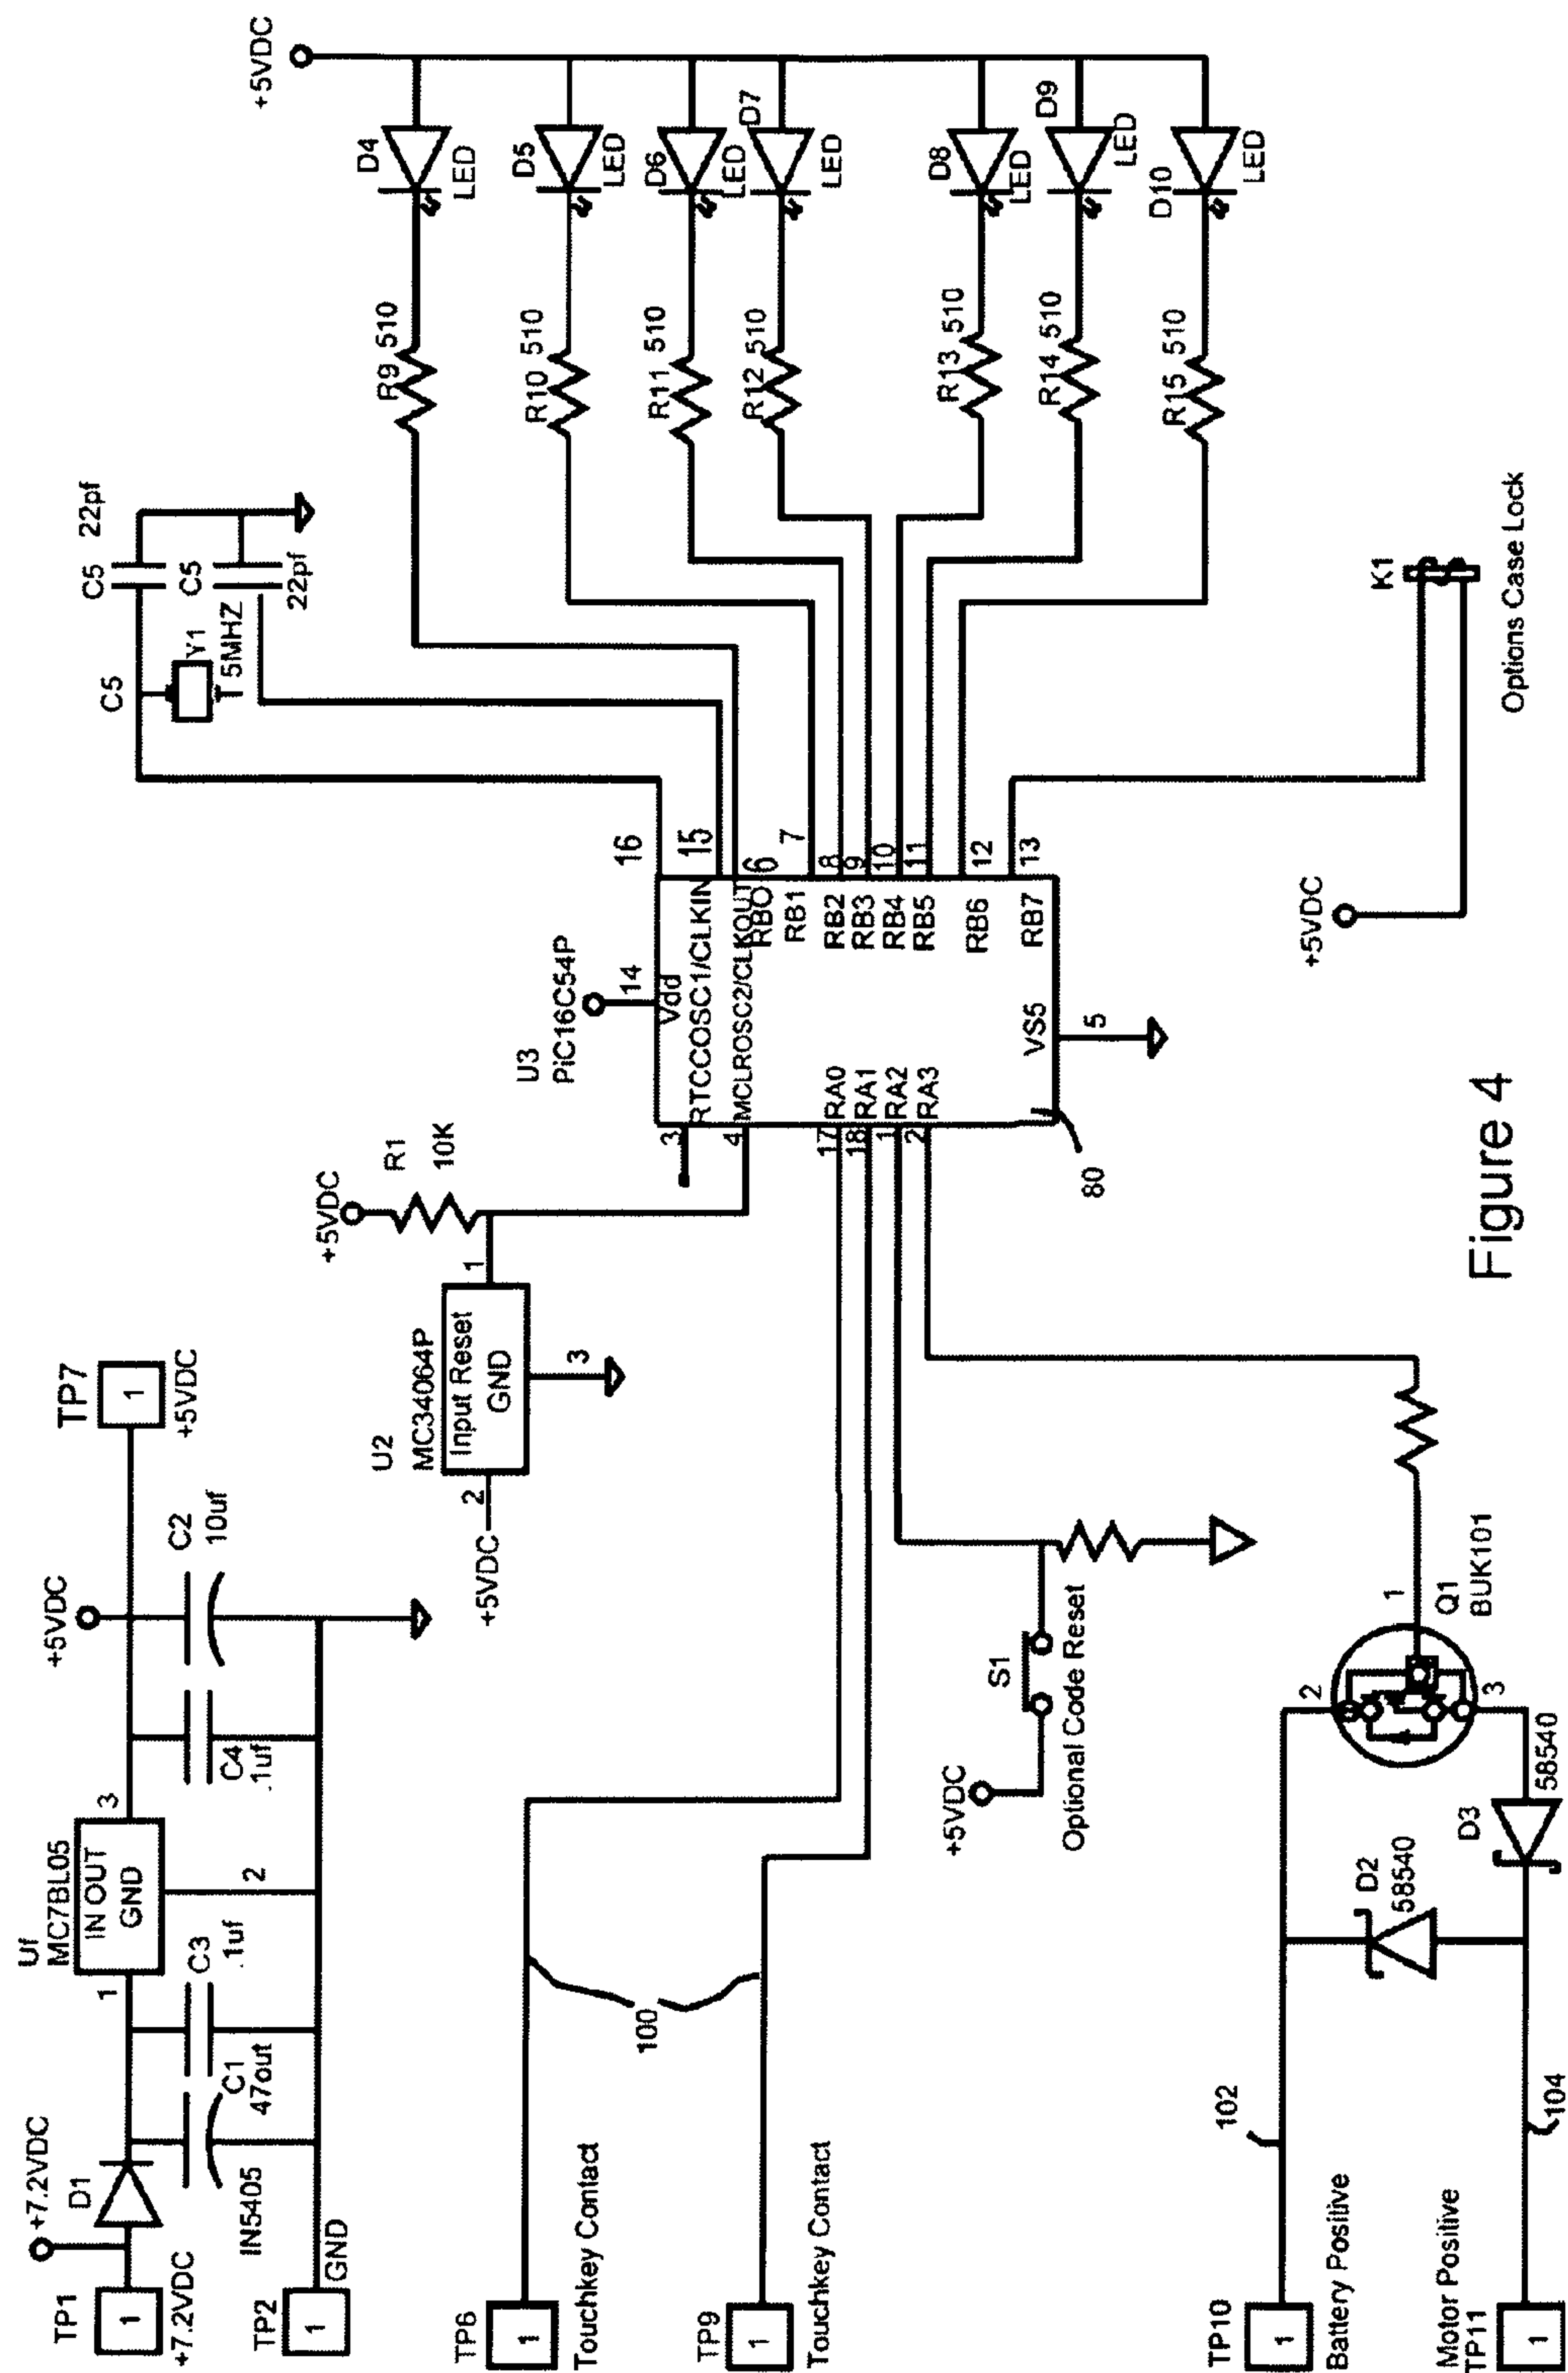 TP1
1
+7.2VDC
+7.2VDC
D1
IN5405
TP2
1
GND
C1
47out
C3
.1uf
Uf
MC7BL05
IN OUT
GND
1
2
3
C4
.1uf
C2
10uf
+5VDC
TP7
1
+5VDC
U2
MC34064P
Input Reset
GND
+5VDC
2
1
3
+5VDC
R1
10K
TP6
1
Touchkey Contact
TP9
1
Touchkey Contact
100
U3
PiC16C54P
14
Vdd
RTCCOSC1/CLKIN
MCLROSC2/CLKOUT
RBO
RB1
RB2
RB3
RB4
RB5
RB6
RB7
RA0
RA1
RA2
RA3
VS5
5
3
4
17
18
1
2
16
15
6
7
8
9
10
11
12
13
80
C5
C5
22pf
C5
22pf
Y1
5MHZ
+5VDC
R9
510
D4
LED
R10
510
D5
LED
R11
510
D6
LED
R12
510
D7
LED
R13
510
D8
LED
R14
510
D9
LED
R15
510
D10
LED
K1
+5VDC
Options Case Lock
S1
+5VDC
Optional Code Reset
TP10
1
Battery Positive
102
Motor Positive
TP11
1
104
D2
58540
D3
58540
2
3
1
Q1
BUK101
Figure 4